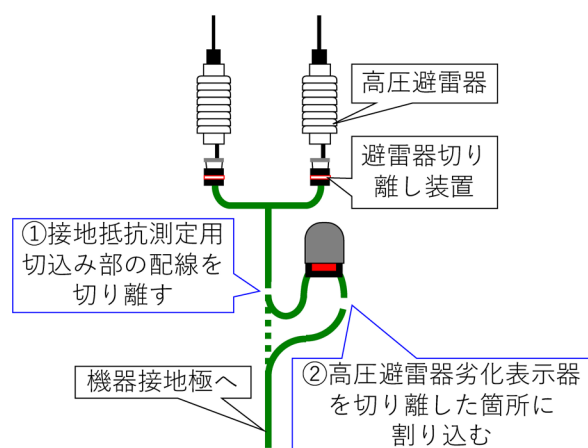 高圧避雷器
避雷器切り
離し装置
①接地抵抗測定用
切込み部の配線を
切り離す
機器接地極へ
②高圧避雷器劣化表示器
を切り離した箇所に
割り込む